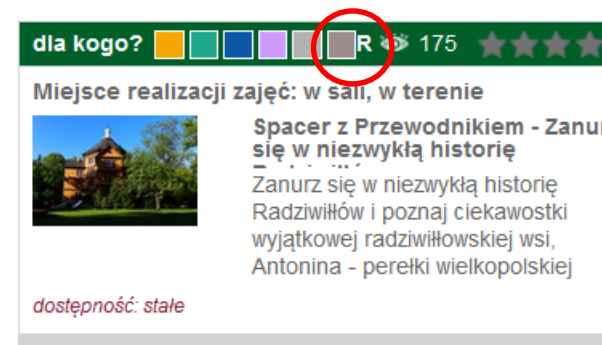 dla kogo? R 175
Miejsce realizacji zajęć: w sali, w terenie
Spacer z Przewodnikiem - Zanur
się w niezwykłą historię
Zanurz się w niezwykłą historię
Radziwiłłów i poznaj ciekawostki
wyjątkowej radziwiłłowskiej wsi,
Antonina - perełki wielkopolskiej
dostępność: stałe